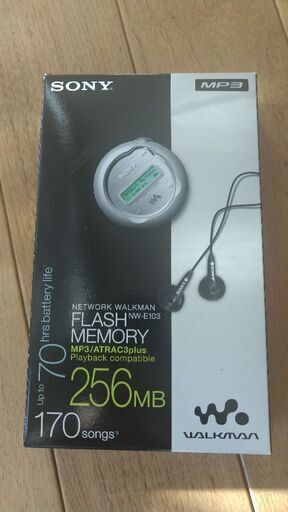 SONY
MP3
SONY
NETWORK WALKMAN
NW-E103
FLASH
MEMORY
MP3/ATRAC3plus
Playback compatible
256MB
Up to 70 hrs battery life
170 songs
WALKMAN